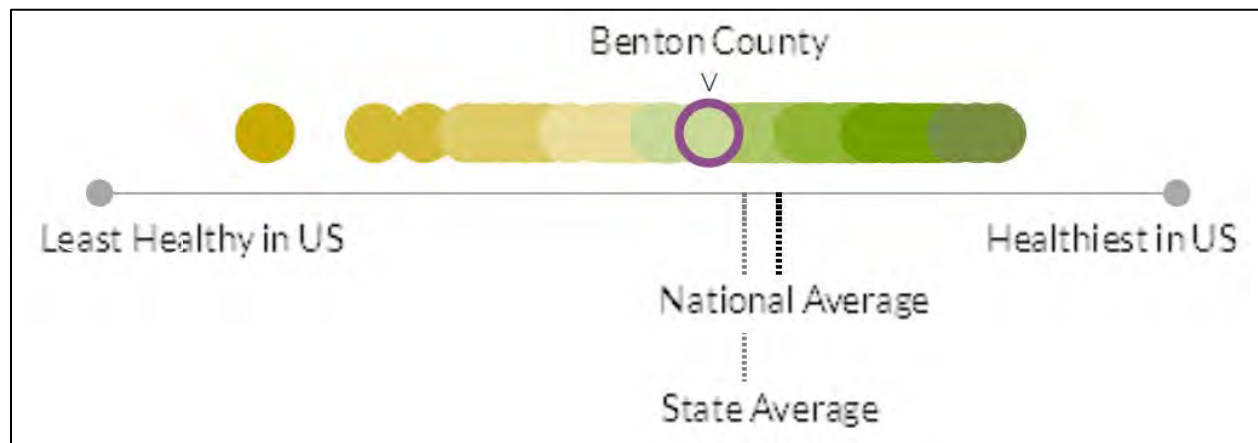 Benton County
Least Healthy in US
Healthiest in US
National Average
State Average